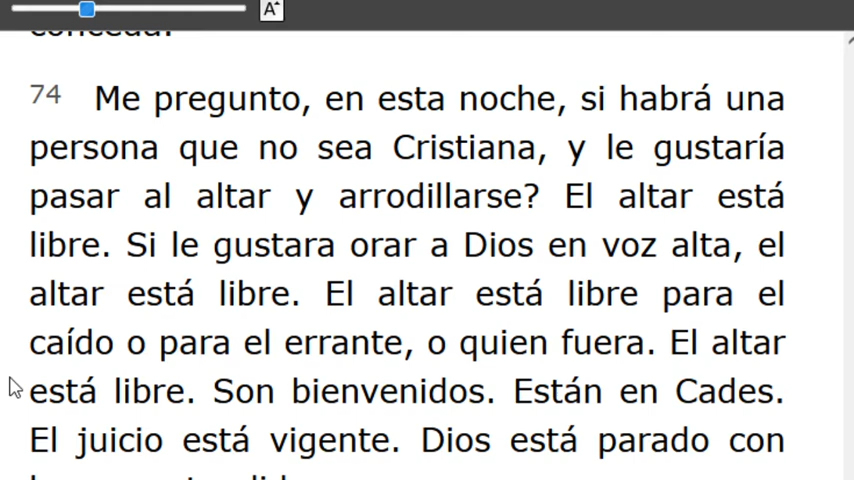 A
conceda.
74 Me pregunto, en esta noche, si habrá una
persona que no sea Cristiana, y le gustaría
pasar al altar y arrodillarse? El altar está
libre. Si le gustara orar a Dios en voz alta, el
altar está libre. El altar está libre para el
caído o para el errante, o quien fuera. El altar
está libre. Son bienvenidos. Están en Cades.
El juicio está vigente. Dios está parado con